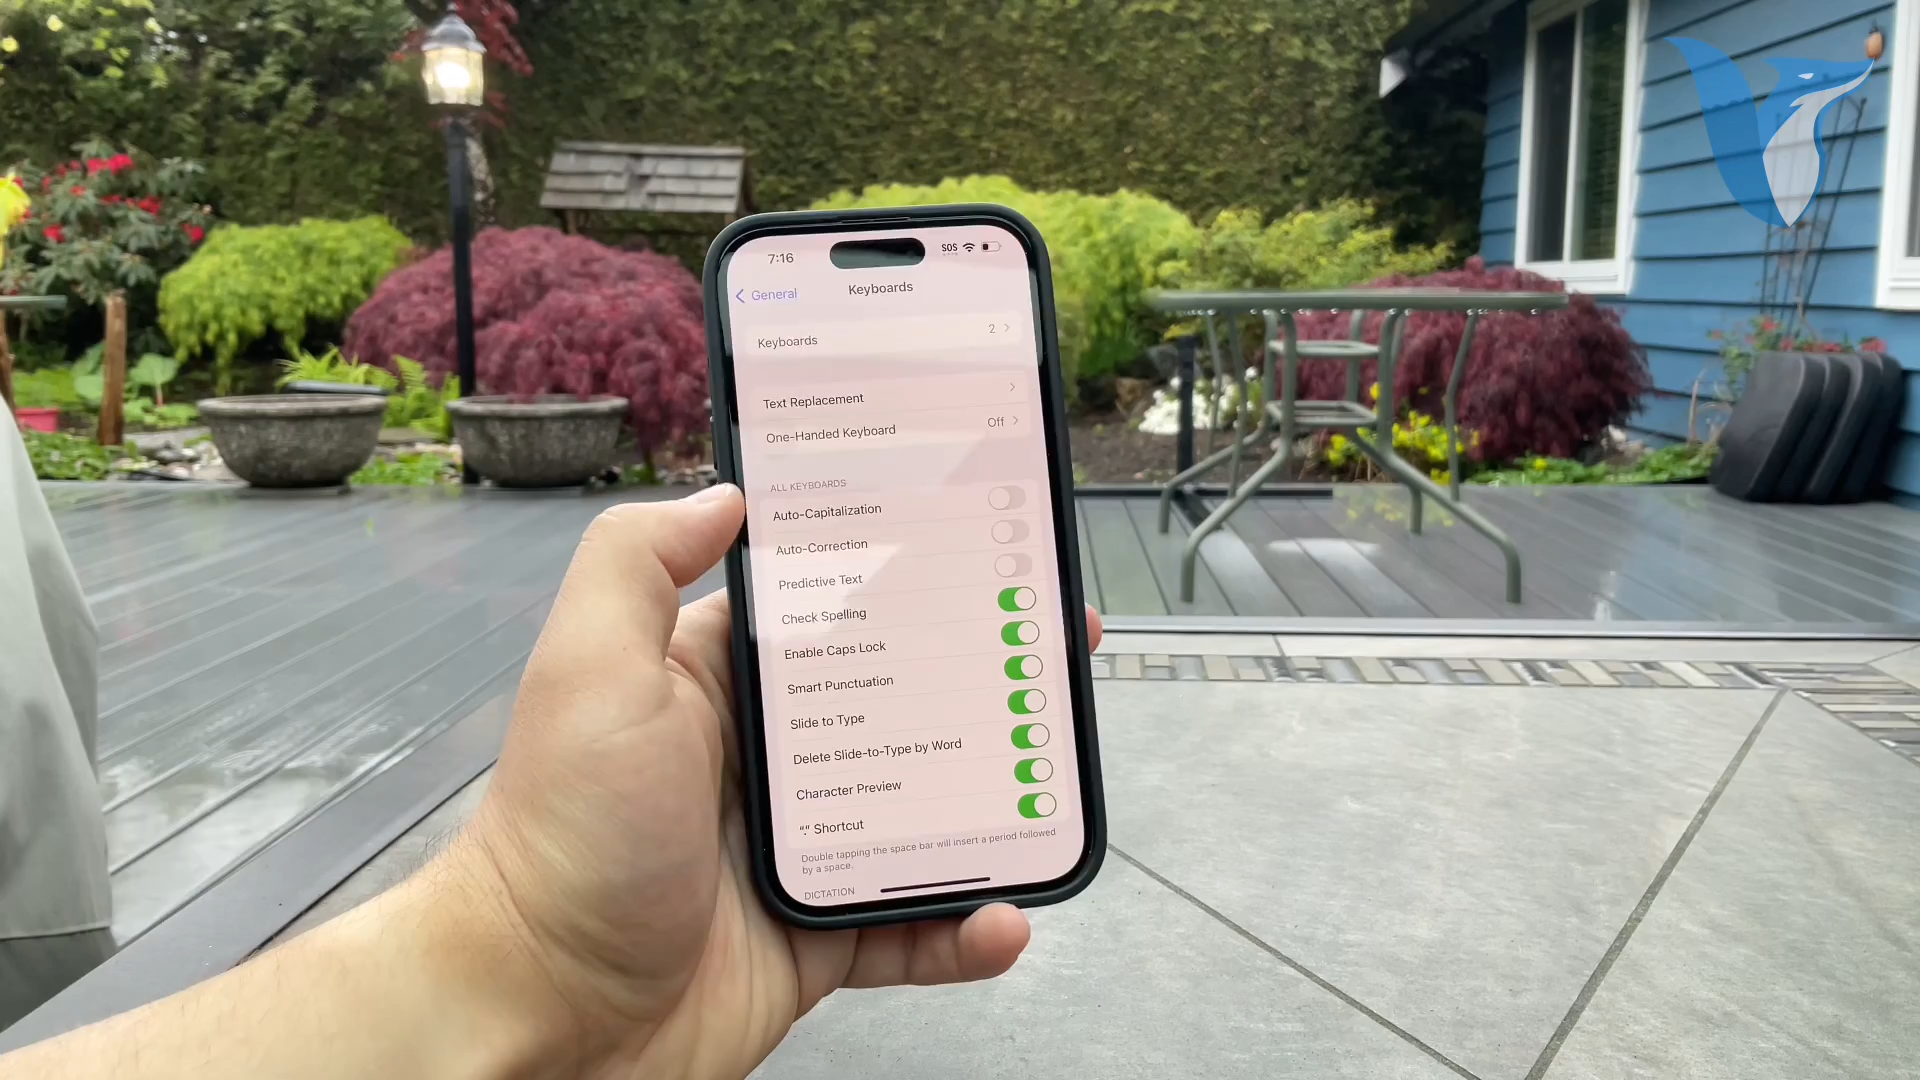 7:16
SOS
General
Keyboards
Keyboards
2
Text Replacement
One-Handed Keyboard
Off
ALL KEYBOARDS
Auto-Capitalization
Auto-Correction
Predictive Text
Check Spelling
Enable Caps Lock
Smart Punctuation
Slide to Type
Delete Slide-to-Type by Word
Character Preview
“.” Shortcut
Double tapping the space bar will insert a period followed
by a space.
DICTATION